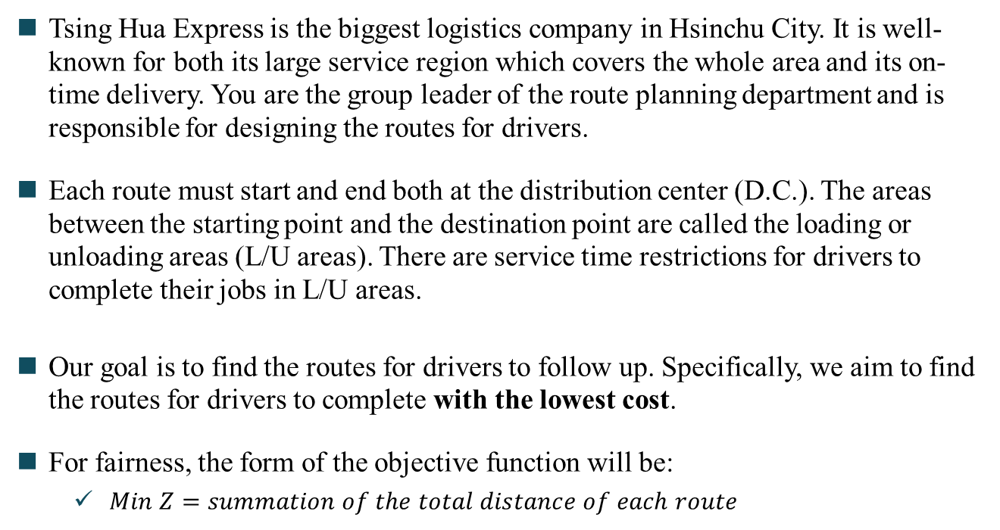 ■ Tsing Hua Express is the biggest logistics company in Hsinchu City. It is well-
known for both its large service region which covers the whole area and its on-
time delivery. You are the group leader of the route planning department and is
responsible for designing the routes for drivers.
■ Each route must start and end both at the distribution center (D.C.). The areas
between the starting point and the destination point are called the loading or
unloading areas (L/U areas). There are service time restrictions for drivers to
complete their jobs in L/U areas.
■ Our goal is to find the routes for drivers to follow up. Specifically, we aim to find
the routes for drivers to complete with the lowest cost.
■ For fairness, the form of the objective function will be:
✓ Min Z = summation of the total distance of each route